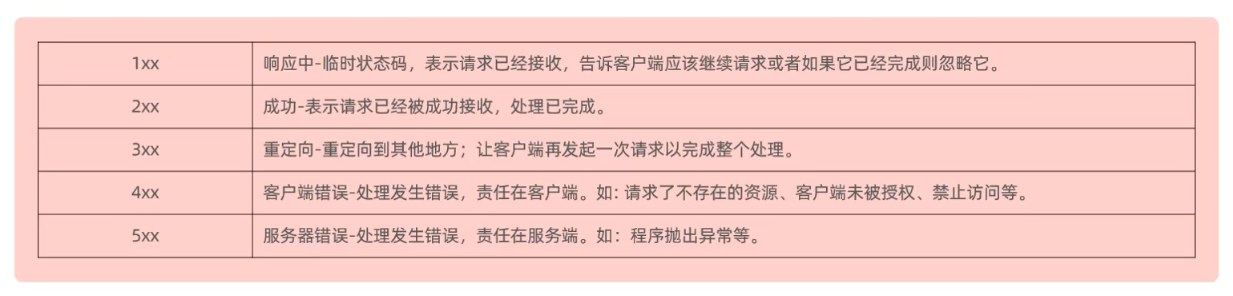 1xx 响应中-临时状态码，表示请求已经接收，告诉客户端应该继续请求或者如果它已经完成则忽略它。
2xx 成功-表示请求已经被成功接收，处理已完成。
3xx 重定向-重定向到其他地方；让客户端再发起一次请求以完成整个处理。
4xx 客户端错误-处理发生错误，责任在客户端。如：请求了不存在的资源、客户端未被授权、禁止访问等。
5xx 服务器错误-处理发生错误，责任在服务端。如：程序抛出异常等。